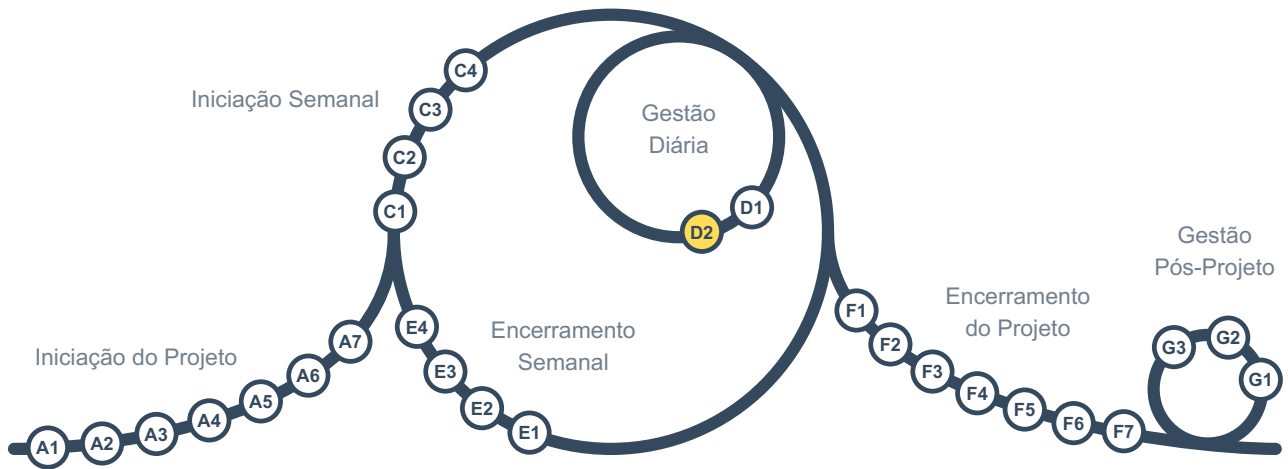 Iniciação do Projeto
A1
A2
A3
A4
A5
A6
A7
Iniciação Semanal
C1
C2
C3
C4
Gestão
Diária
D1
D2
Encerramento
Semanal
E1
E2
E3
E4
Encerramento
do Projeto
F1
F2
F3
F4
F5
F6
F7
Gestão
Pós-Projeto
G1
G2
G3